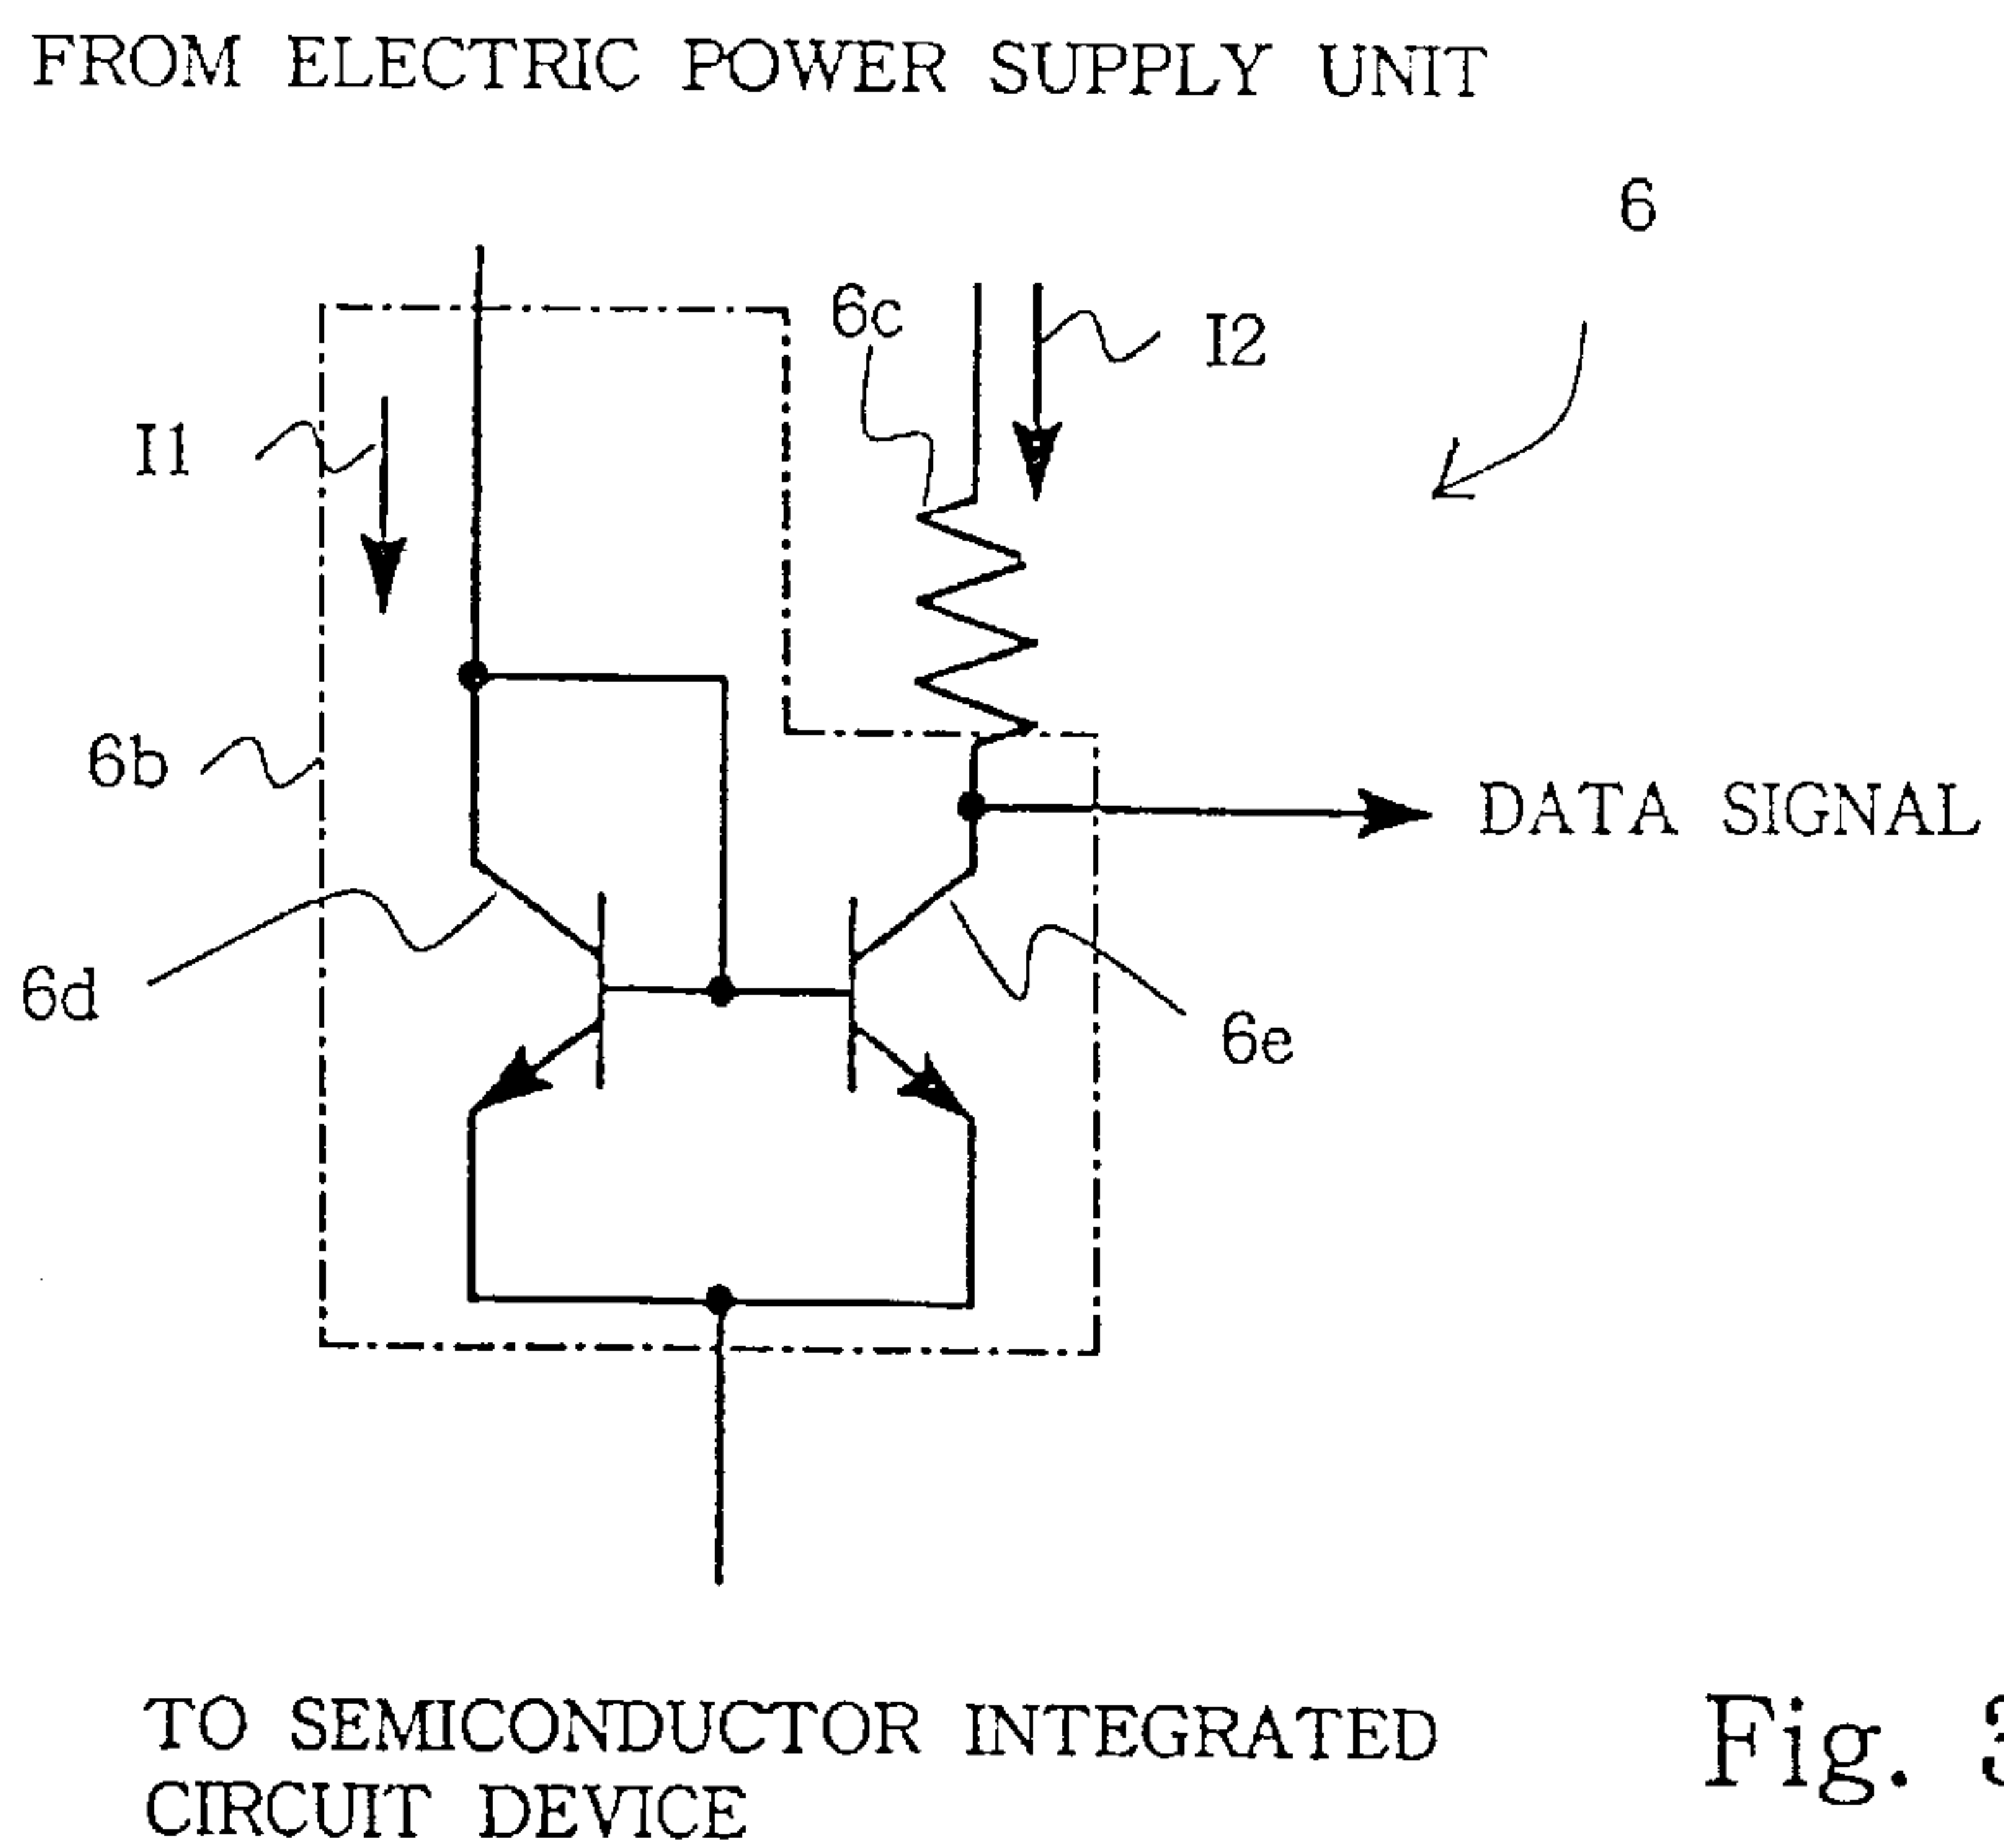 FROM ELECTRIC POWER SUPPLY UNIT
6
6c
I2
I1
6b
DATA SIGNAL
6d
6e
TO SEMICONDUCTOR INTEGRATED
CIRCUIT DEVICE
Fig. 3